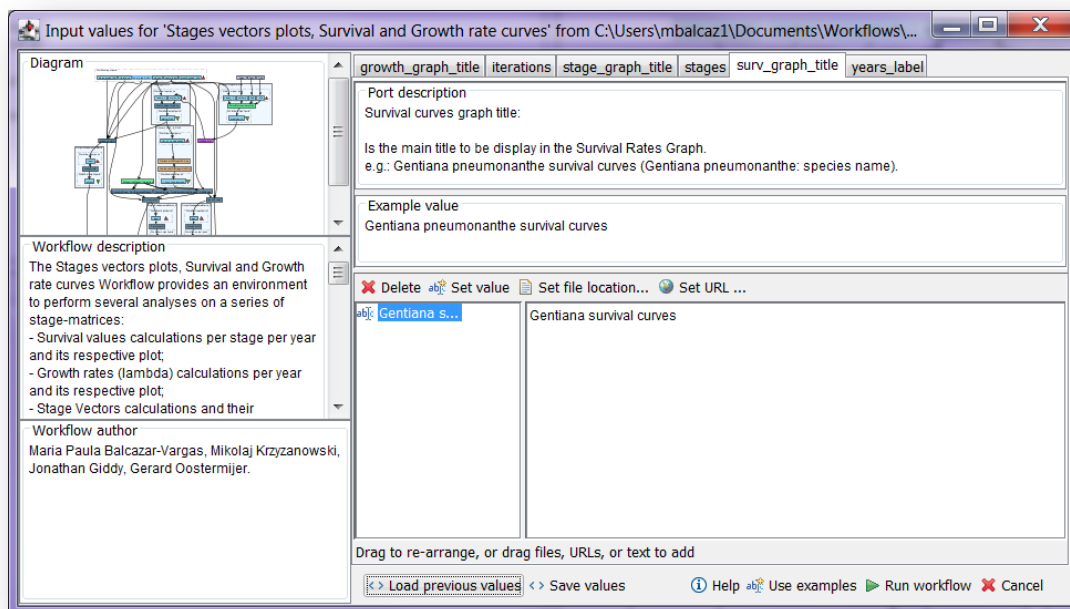 Input values for 'Stages vectors plots, Survival and Growth rate curves' from C:\Users\mbalcaz1\Documents\Workflows\...
Diagram
growth_graph_title iterations stage_graph_title stages surv_graph_title years_label
Port description
Survival curves graph title:
Is the main title to be display in the Survival Rates Graph.
e.g.: Gentiana pneumonanthe survival curves (Gentiana pneumonanthe: species name).
Example value
Gentiana pneumonanthe survival curves
Workflow description
The Stages vectors plots, Survival and Growth
rate curves Workflow provides an environment
to perform several analyses on a series of
stage-matrices:
- Survival values calculations per stage per year
and its respective plot;
- Growth rates (lambda) calculations per year
and its respective plot;
- Stage Vectors calculations and their
Workflow author
Maria Paula Balcazar-Vargas, Mikolaj Krzyzanowski,
Jonathan Giddy, Gerard Oostermijer.
Delete Set value Set file location... Set URL ...
Gentiana s...
Gentiana survival curves
Drag to re-arrange, or drag files, URLs, or text to add
Load previous values Save values Help Use examples Run workflow Cancel